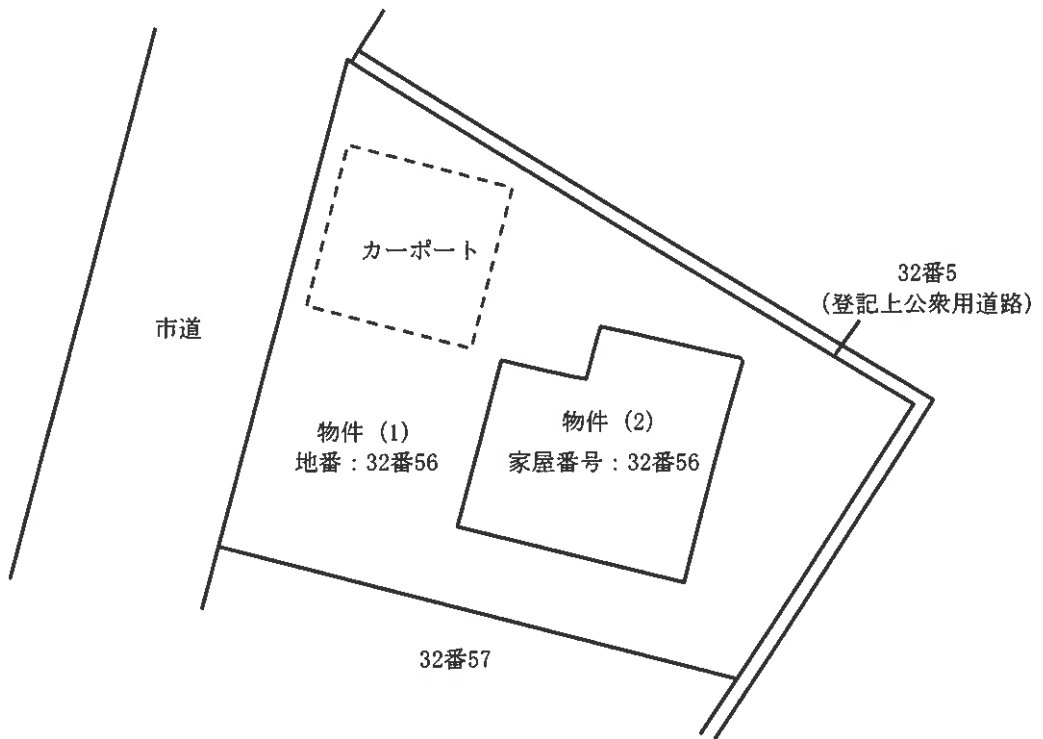 カーポート
32番5
(登記上公衆用道路)
市道
物件 (1)
地番：32番56
物件 (2)
家屋番号：32番56
32番57